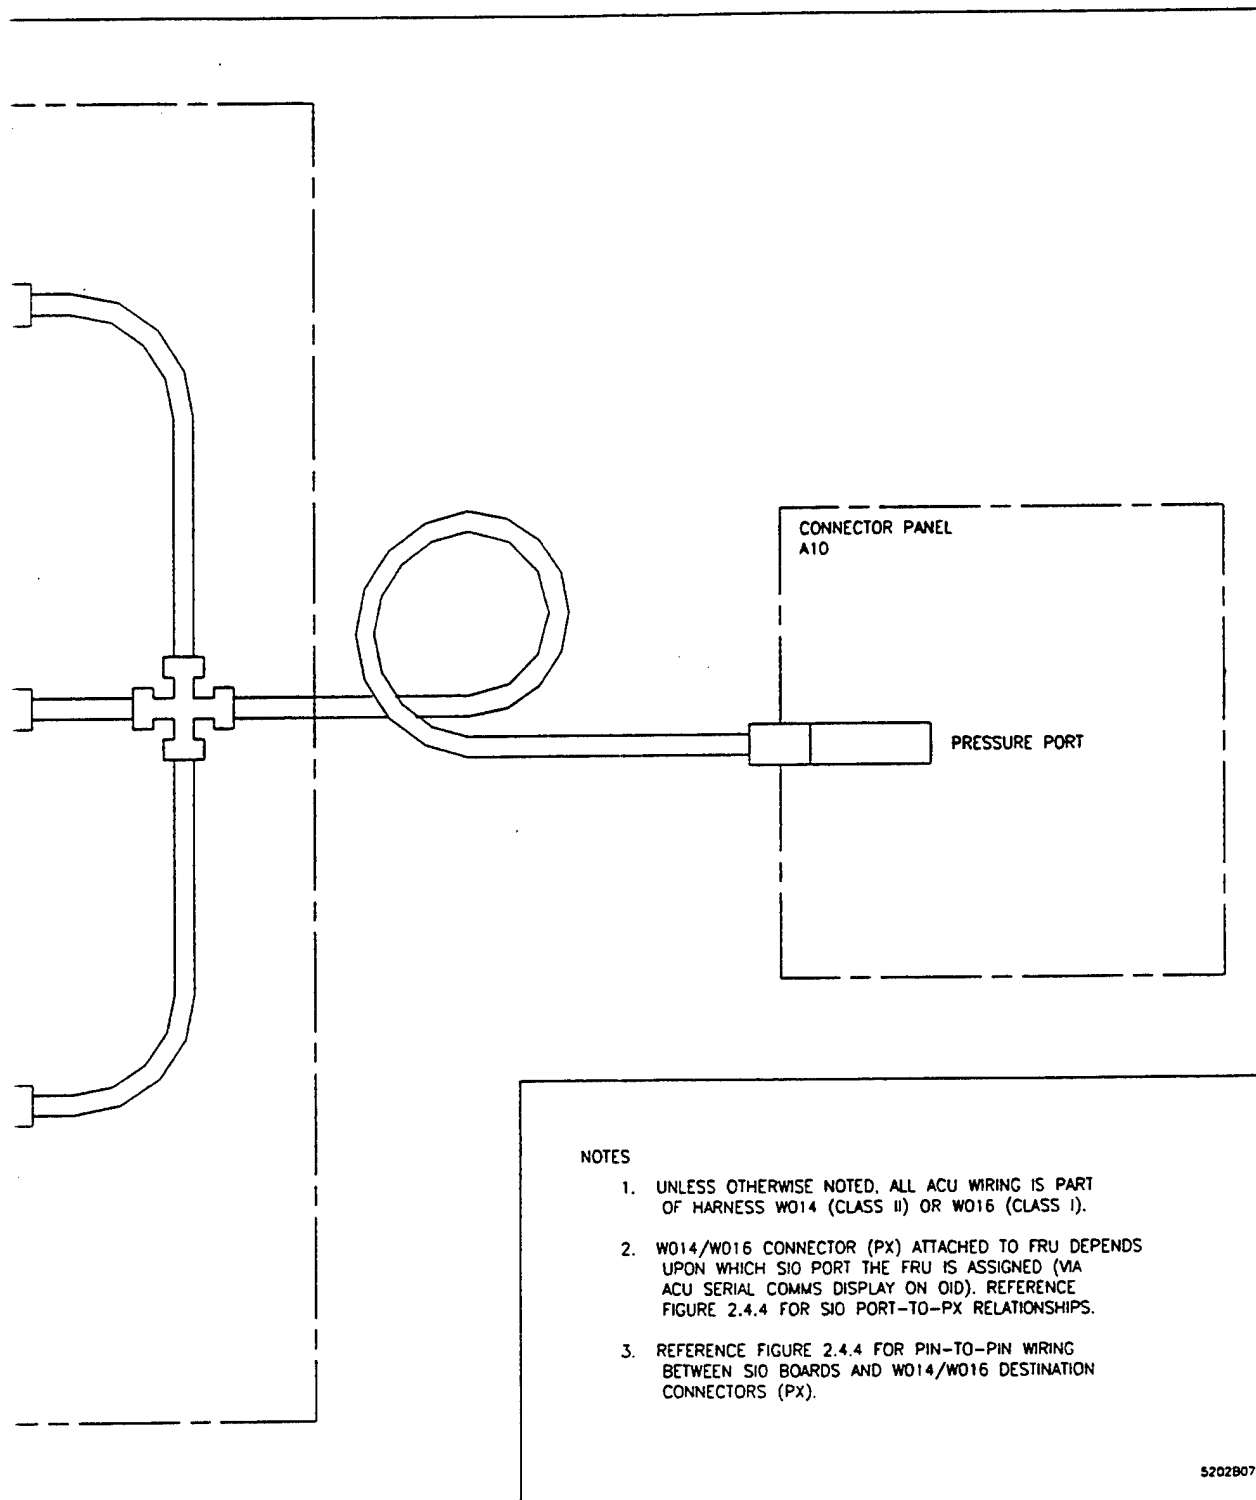 CONNECTOR PANEL
A10
PRESSURE PORT
NOTES
1. UNLESS OTHERWISE NOTED, ALL ACU WIRING IS PART
OF HARNESS W014 (CLASS II) OR W016 (CLASS I).
2. W014/W016 CONNECTOR (PX) ATTACHED TO FRU DEPENDS
UPON WHICH SIO PORT THE FRU IS ASSIGNED (VIA
ACU SERIAL COMMS DISPLAY ON OID). REFERENCE
FIGURE 2.4.4 FOR SIO PORT-TO-PX RELATIONSHIPS.
3. REFERENCE FIGURE 2.4.4 FOR PIN-TO-PIN WIRING
BETWEEN SIO BOARDS AND W014/W016 DESTINATION
CONNECTORS (PX).
5202B07